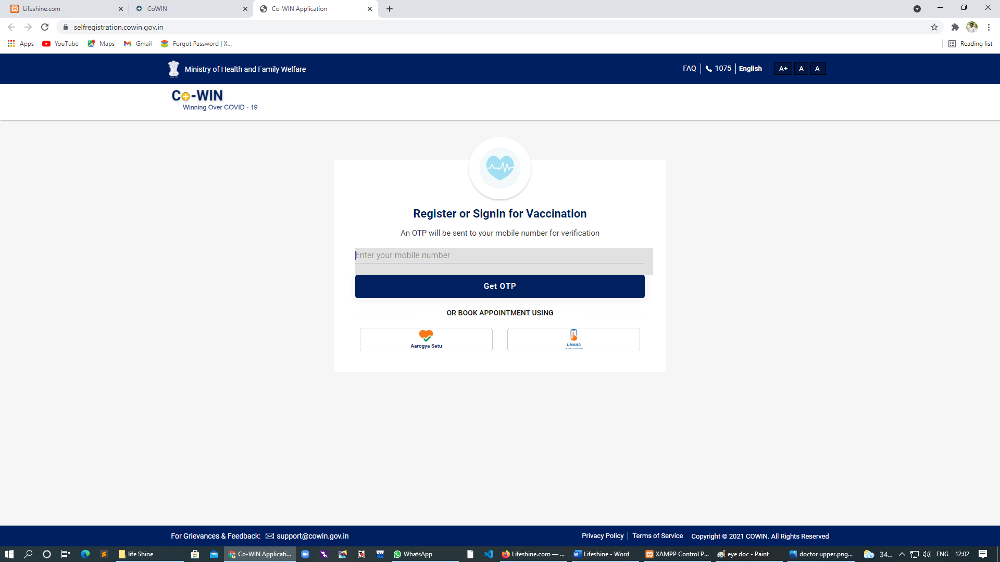 Lifeshine.com
CoWIN
Co-WIN Application
selfregistration.cowin.gov.in
Apps
YouTube
Maps
Gmail
Forgot Password | X...
Reading list
Ministry of Health and Family Welfare
FAQ
1075
English
A+
A
A-
Co-WIN
Winning Over COVID - 19
Register or SignIn for Vaccination
An OTP will be sent to your mobile number for verification
Enter your mobile number
Get OTP
OR BOOK APPOINTMENT USING
Aarogya Setu
UMANG
For Grievances & Feedback:
support@cowin.gov.in
Privacy Policy
Terms of Service
Copyright © 2021 COWIN. All Rights Reserved
life Shine
Co-WIN Applicati...
WhatsApp
Lifeshine.com — ...
Lifeshine - Word
XAMPP Control P...
eye doc - Paint
doctor upper.png...
34...
ENG
12:02